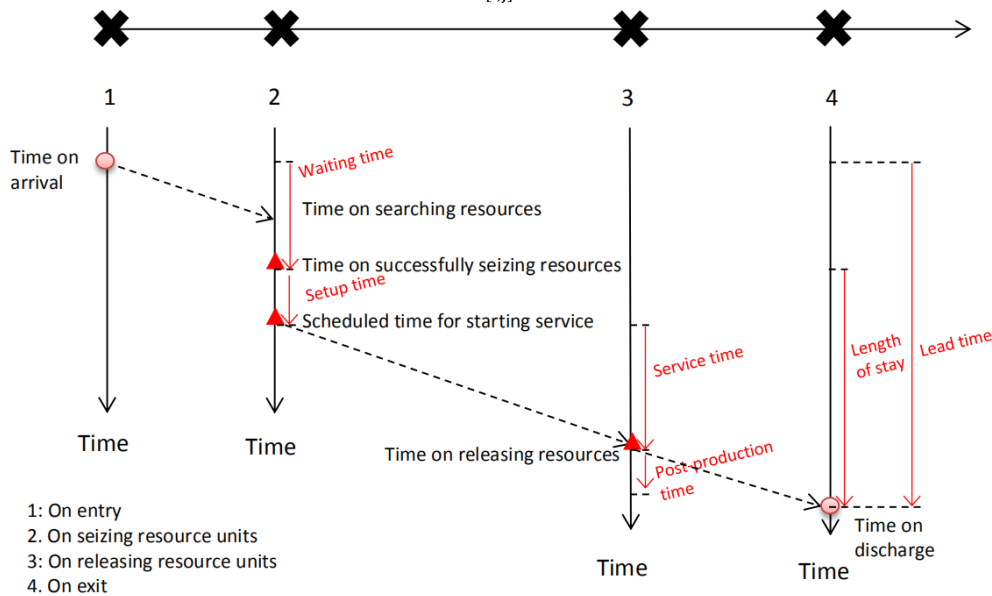 [,,]
1
2
3
4
Time on
arrival
Waiting time
Time on searching resources
Time on successfully seizing resources
Setup time
Scheduled time for starting service
Service time
Length
of stay
Lead time
Time
Time
Time on releasing resources
Post-production
time
Time on
discharge
Time
Time
1: On entry
2. On seizing resource units
3: On releasing resource units
4. On exit